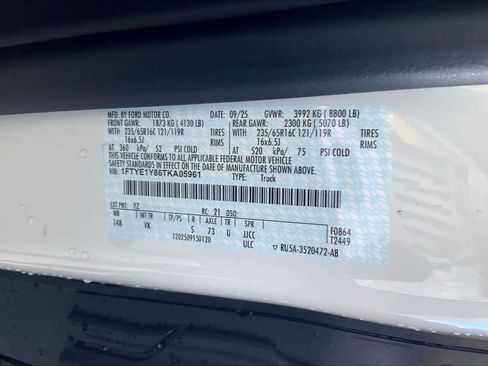 MFD. BY FORD MOTOR CO. DATE: 09/25 GVWR: 3992 KG ( 8800 LB)
FRONT GAWR: 1873 KG ( 4130 LB) REAR GAWR: 2300 KG ( 5070 LB)
WITH 235/65R16C 121/119R TIRES WITH 235/65R16C 121/119R TIRES
16x6.5J RIMS 16x6.5J RIMS
AT 360 kPa/ 52 PSI COLD AT 520 kPa/ 75 PSI COLD
THIS VEHICLE CONFORMS TO ALL APPLICABLE FEDERAL MOTOR VEHICLE
SAFETY STANDARDS IN EFFECT ON THE DATE OF MANUFACTURE SHOWN ABOVE.
VIN: 1FTYE1Y86TKA05961 TYPE: Truck
EXT PNT: YZ RC: 21 DSO:
WB INT TR TP/PS R AXLE TR SPR F0864
148 VK S 73 U JJCC T2449
1202509150120 ULC RU5A-3520472-AB